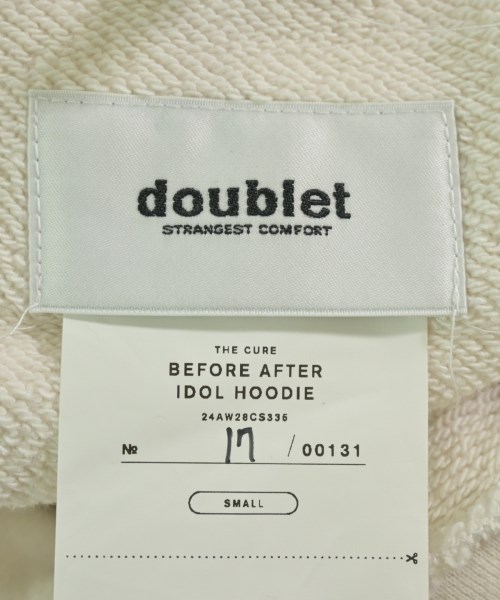 doublet
STRANGEST COMFORT
THE CURE
BEFORE AFTER
IDOL HOODIE
24AW28CS335
№ 17 / 00131
SMALL